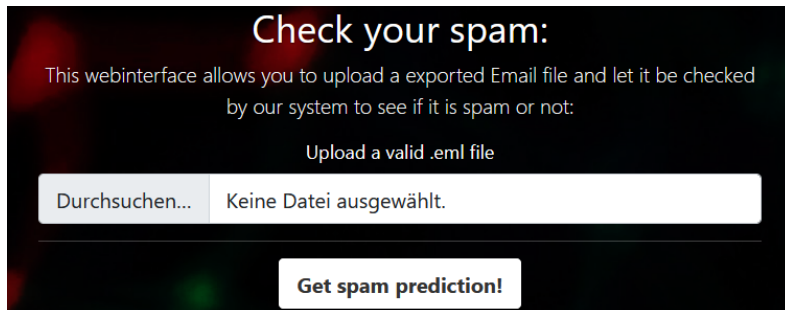 Check your spam:
This webinterface allows you to upload a exported Email file and let it be checked
by our system to see if it is spam or not:
Upload a valid .eml file
Durchsuchen... Keine Datei ausgewählt.
Get spam prediction!